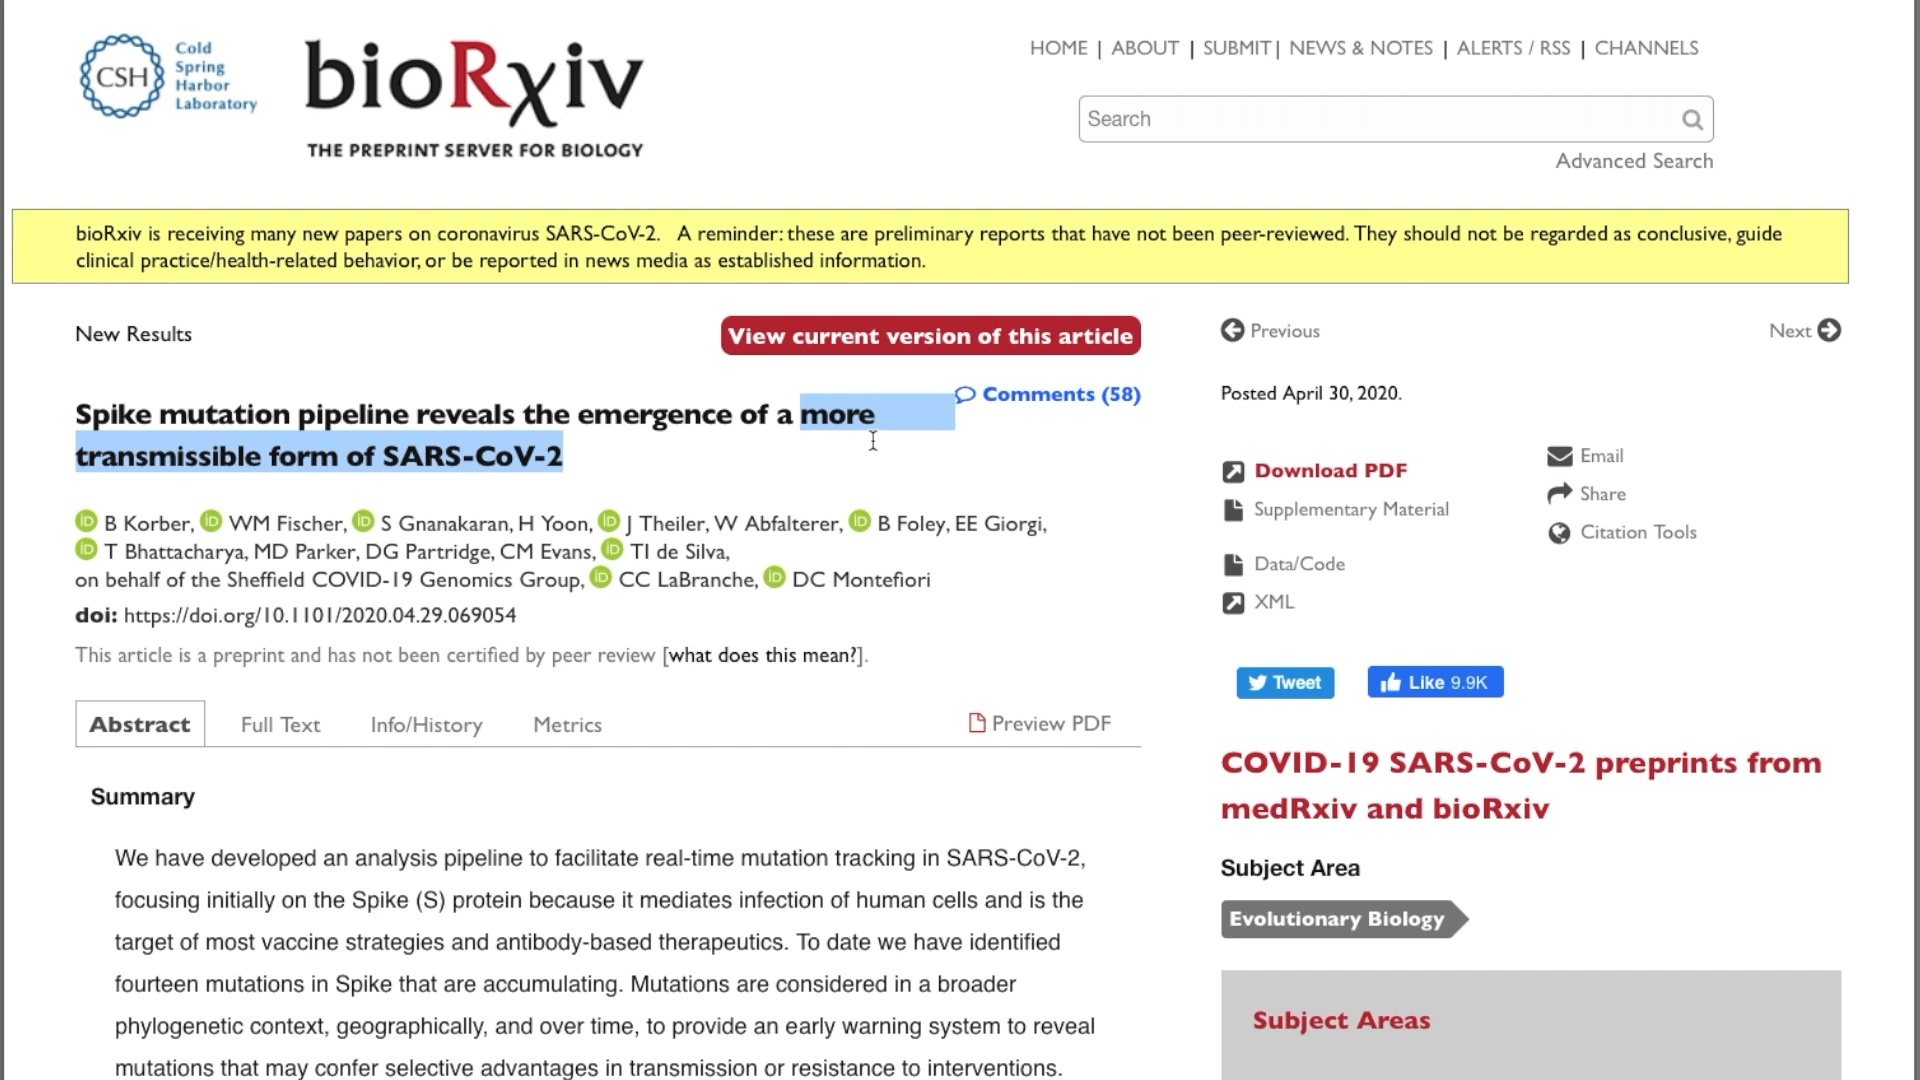 CSH
Cold
Spring
Harbor
Laboratory
bioRxiv
THE PREPRINT SERVER FOR BIOLOGY
HOME | ABOUT | SUBMIT | NEWS & NOTES | ALERTS / RSS | CHANNELS
Search
Advanced Search
bioRxiv is receiving many new papers on coronavirus SARS-CoV-2. A reminder: these are preliminary reports that have not been peer-reviewed. They should not be regarded as conclusive, guide
clinical practice/health-related behavior, or be reported in news media as established information.
New Results
View current version of this article
Comments (58)
Spike mutation pipeline reveals the emergence of a more
transmissible form of SARS-CoV-2
iD B Korber, iD WM Fischer, iD S Gnanakaran, H Yoon, iD J Theiler, W Abfalterer, iD B Foley, EE Giorgi,
iD T Bhattacharya, MD Parker, DG Partridge, CM Evans, iD TI de Silva,
on behalf of the Sheffield COVID-19 Genomics Group, iD CC LaBranche, iD DC Montefiori
doi: https://doi.org/10.1101/2020.04.29.069054
This article is a preprint and has not been certified by peer review [what does this mean?].
Abstract
Full Text
Info/History
Metrics
Preview PDF
Summary
We have developed an analysis pipeline to facilitate real-time mutation tracking in SARS-CoV-2,
focusing initially on the Spike (S) protein because it mediates infection of human cells and is the
target of most vaccine strategies and antibody-based therapeutics. To date we have identified
fourteen mutations in Spike that are accumulating. Mutations are considered in a broader
phylogenetic context, geographically, and over time, to provide an early warning system to reveal
mutations that may confer selective advantages in transmission or resistance to interventions.
Previous
Next
Posted April 30, 2020.
Download PDF
Supplementary Material
Data/Code
XML
Email
Share
Citation Tools
Tweet
Like 9.9K
COVID-19 SARS-CoV-2 preprints from
medRxiv and bioRxiv
Subject Area
Evolutionary Biology
Subject Areas